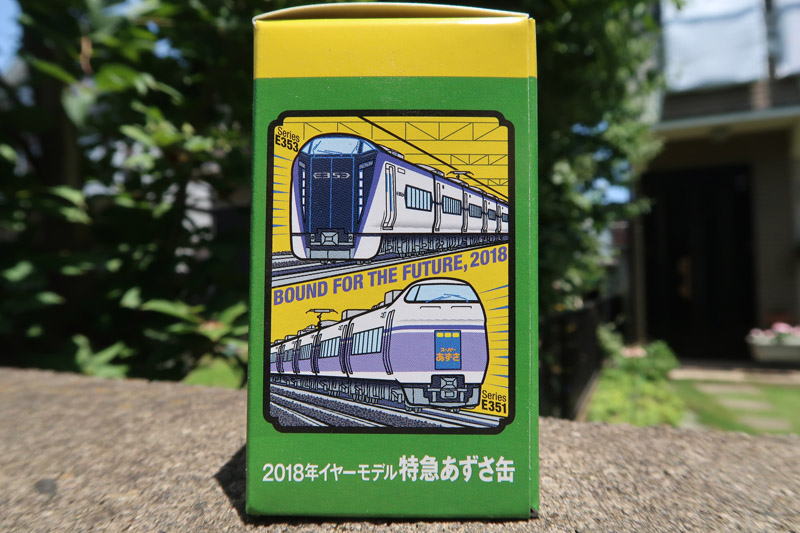 Series
E353
E353
BOUND FOR THE FUTURE, 2018
スーパー
あずさ
Series
E351
2018年イヤーモデル 特急あずさ缶